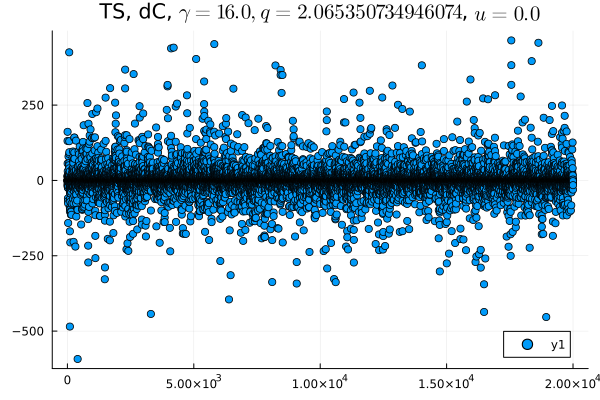 TS, dC, γ = 16.0, q = 2.065350734946074, u = 0.0
250
0
−250
−500
y1
0 5.00×10³ 1.00×10⁴ 1.50×10⁴ 2.00×10⁴